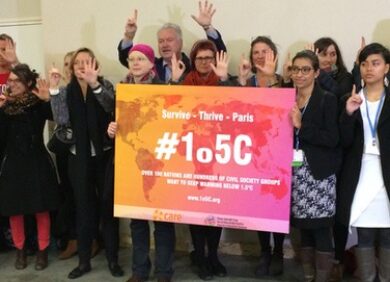 Survive - Thrive - Paris
#1o5C
OVER 100 NATIONS AND HUNDREDS OF CIVIL SOCIETY GROUPS
WANT TO KEEP WARMING BELOW 1.5°C
www.1o5C.org
care